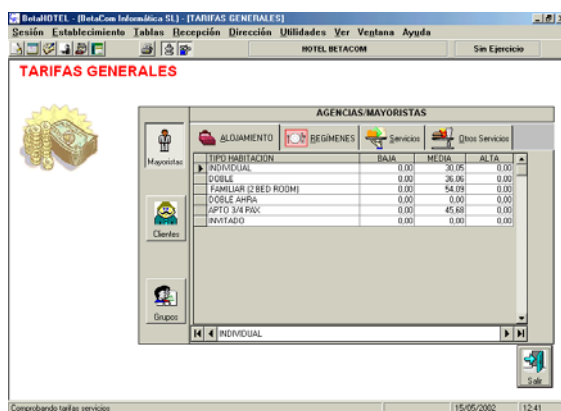 BetaHOTEL - (BetaCom Informática SL) - [TARIFAS GENERALES]
Sesión Establecimiento Tablas Recepción Dirección Utilidades Ver Ventana Ayuda
HOTEL BETACOM Sin Ejercicio
TARIFAS GENERALES
AGENCIAS/MAYORISTAS
Mayoristas ALOJAMIENTO REGÍMENES Servicios Otros Servicios
TIPO HABITACION BAJA MEDIA ALTA
INDIVIDUAL 0,00 30,05 0,00
DOBLE 0,00 36,06 0,00
FAMILIAR (2 BED ROOM) 0,00 54,09 0,00
DOBLE AHRA 0,00 0,00 0,00
APTO 3/4 PAX 0,00 45,68 0,00
INVITADO 0,00 0,00 0,00
Clientes
Grupos
INDIVIDUAL
Salir
Comprobando tarifas servicios 15/05/2002 12:41